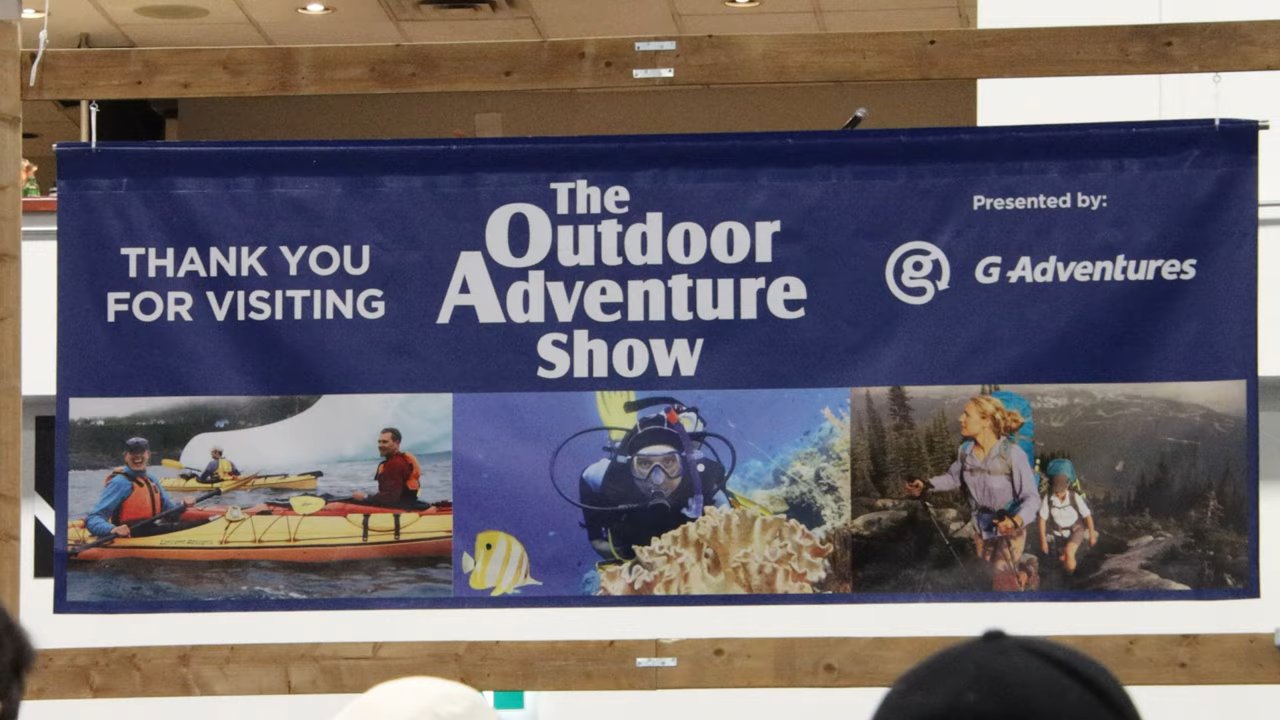 THANK YOU
FOR VISITING
The
Outdoor
Adventure
Show
Presented by:
g
G Adventures